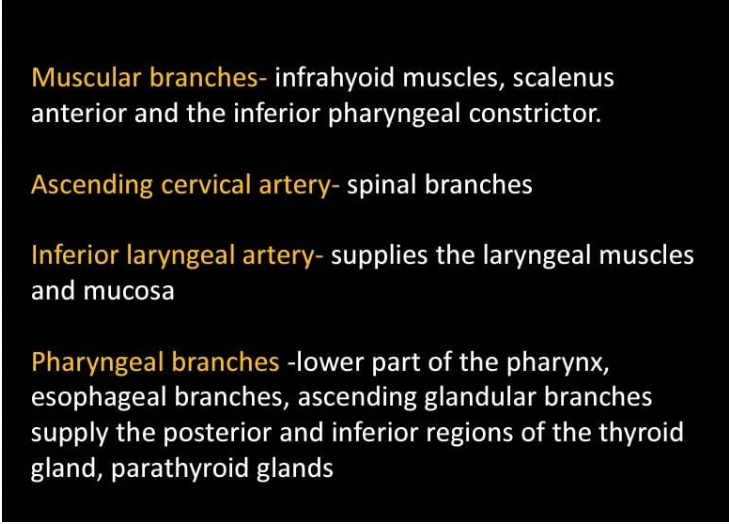 Muscular branches- infrahyoid muscles, scalenus
anterior and the inferior pharyngeal constrictor.
Ascending cervical artery- spinal branches
Inferior laryngeal artery- supplies the laryngeal muscles
and mucosa
Pharyngeal branches -lower part of the pharynx,
esophageal branches, ascending glandular branches
supply the posterior and inferior regions of the thyroid
gland, parathyroid glands